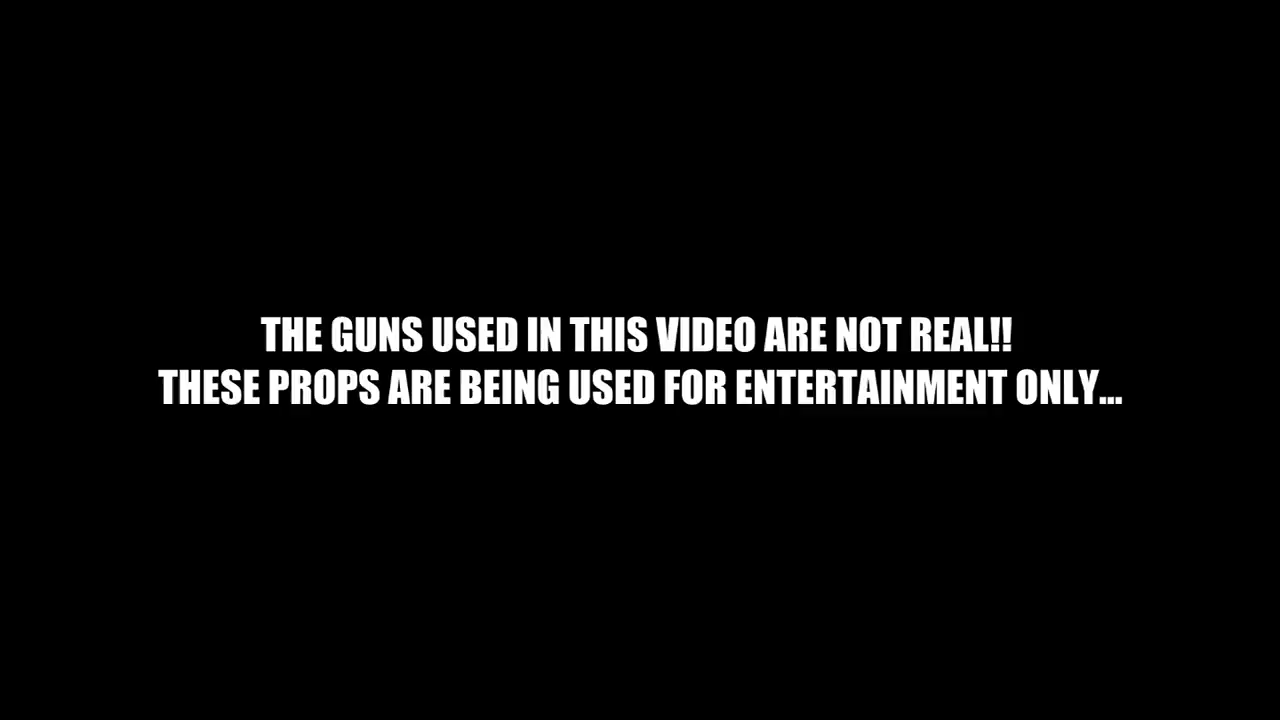 THE GUNS USED IN THIS VIDEO ARE NOT REAL!!
THESE PROPS ARE BEING USED FOR ENTERTAINMENT ONLY...